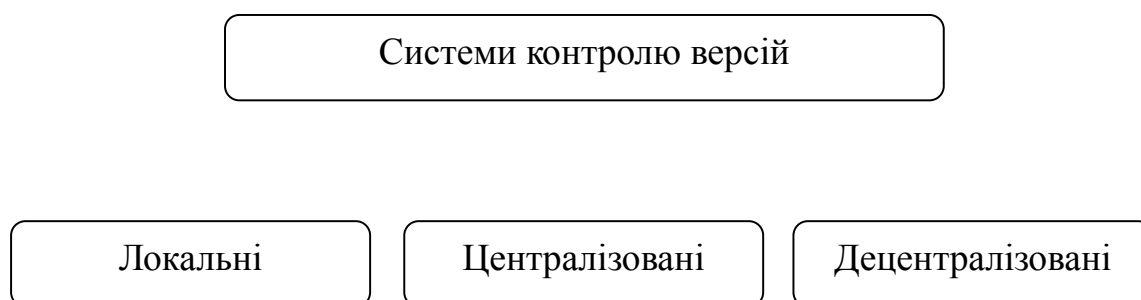 Системи контролю версій
Локальні
Централізовані
Децентралізовані